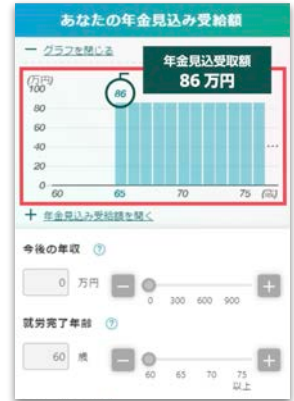 あなたの年金見込み受給額
ー グラフを閉じる
年金見込受取額
86 万円
(万円)
100
86
80
60
40
20
0
60 65 70 75 (歳)
…
＋ 年金見込み受給額を開く
今後の年収 ?
0 万円 − +
0 300 600 900
就労完了年齢 ?
60 歳 − +
60 65 70 75
以上